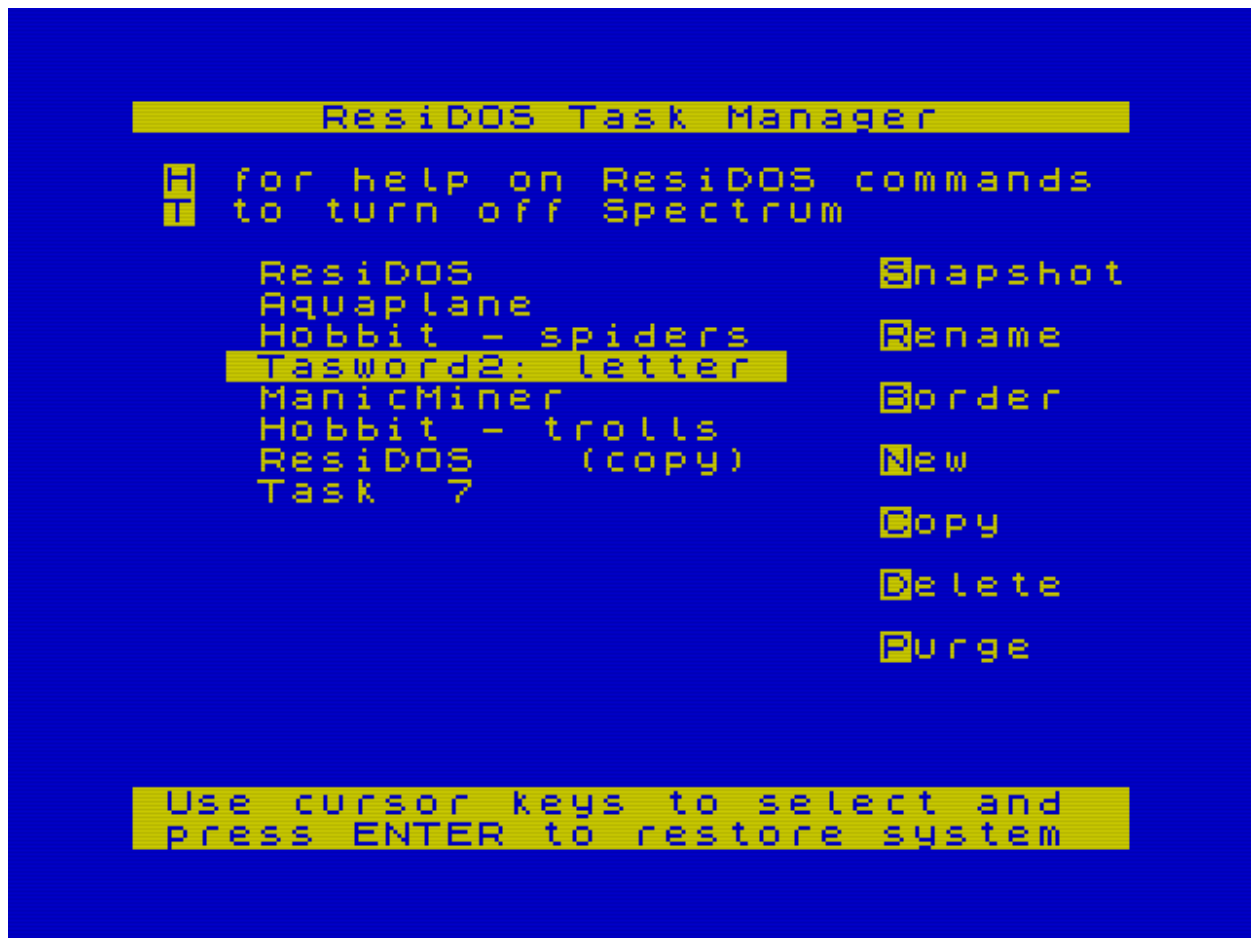 ResiDOS Task Manager
H for help on ResiDOS commands
T to turn off Spectrum
ResiDOS
Aquaplane
Hobbit - spiders
Tasword2: letter
ManicMiner
Hobbit - trolls
ResiDOS (copy)
Task 7
Snapshot
Rename
Border
New
Copy
Delete
Purge
Use cursor keys to select and
press ENTER to restore system